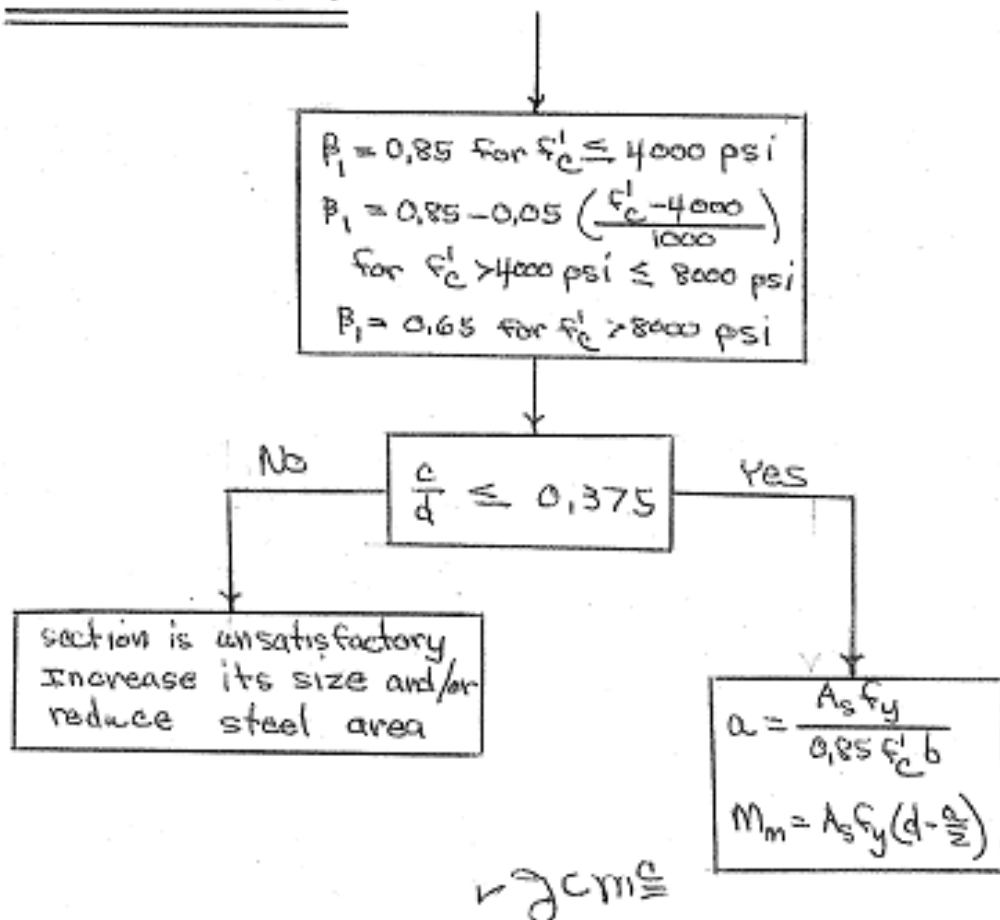 β₁ = 0,85 for f'c ≤ 4000 psi
β₁ = 0,85 - 0,05 ( (f'c - 4000) / 1000 )
for f'c > 4000 psi ≤ 8000 psi
β₁ = 0,65 for f'c > 8000 psi
No
c/d ≤ 0,375
Yes
section is unsatisfactory
Increase its size and/or
reduce steel area
a = As fy / (0,85 f'c b)
Mm = As fy (d - a/2)